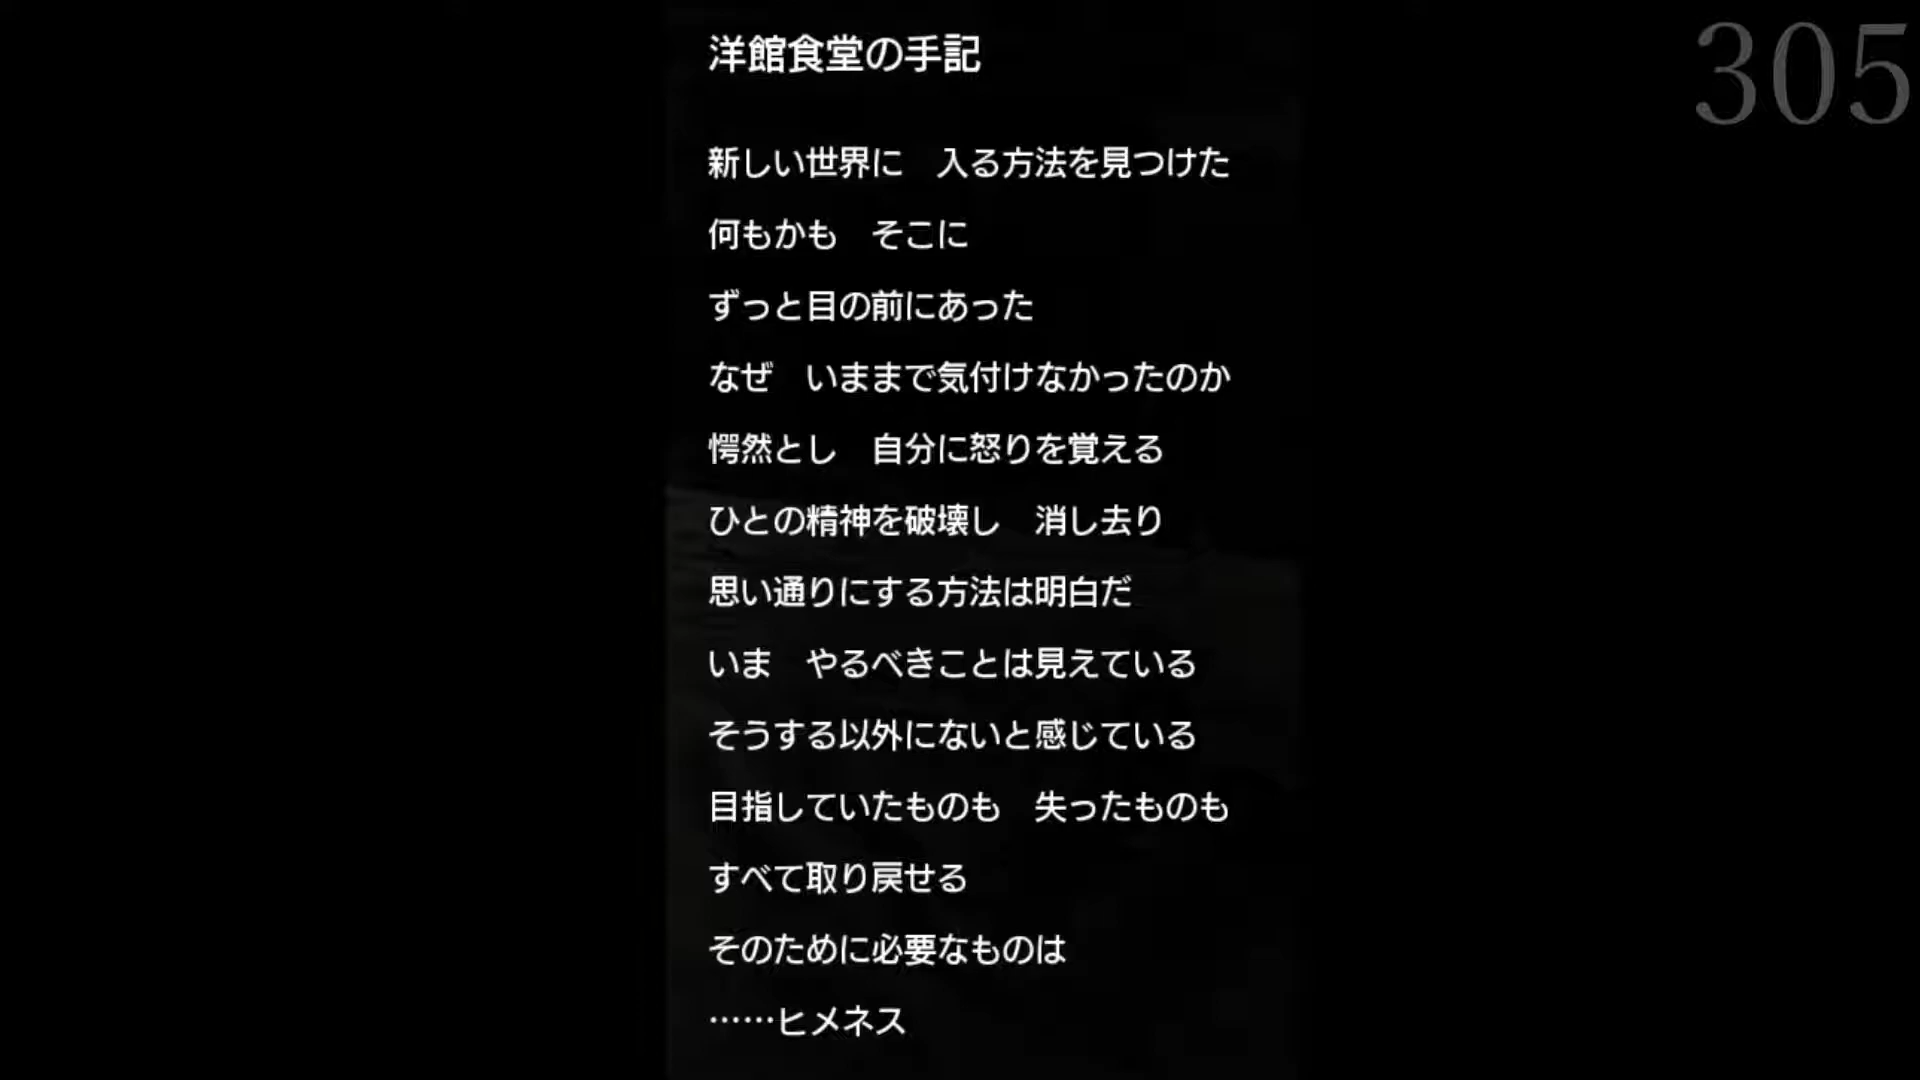 洋館食堂の手記
305
新しい世界に　入る方法を見つけた
何もかも　そこに
ずっと目の前にあった
なぜ　いままで気付けなかったのか
愕然とし　自分に怒りを覚える
ひとの精神を破壊し　消し去り
思い通りにする方法は明白だ
いま　やるべきことは見えている
そうする以外にないと感じている
目指していたものも　失ったものも
すべて取り戻せる
そのために必要なものは
……ヒメネス